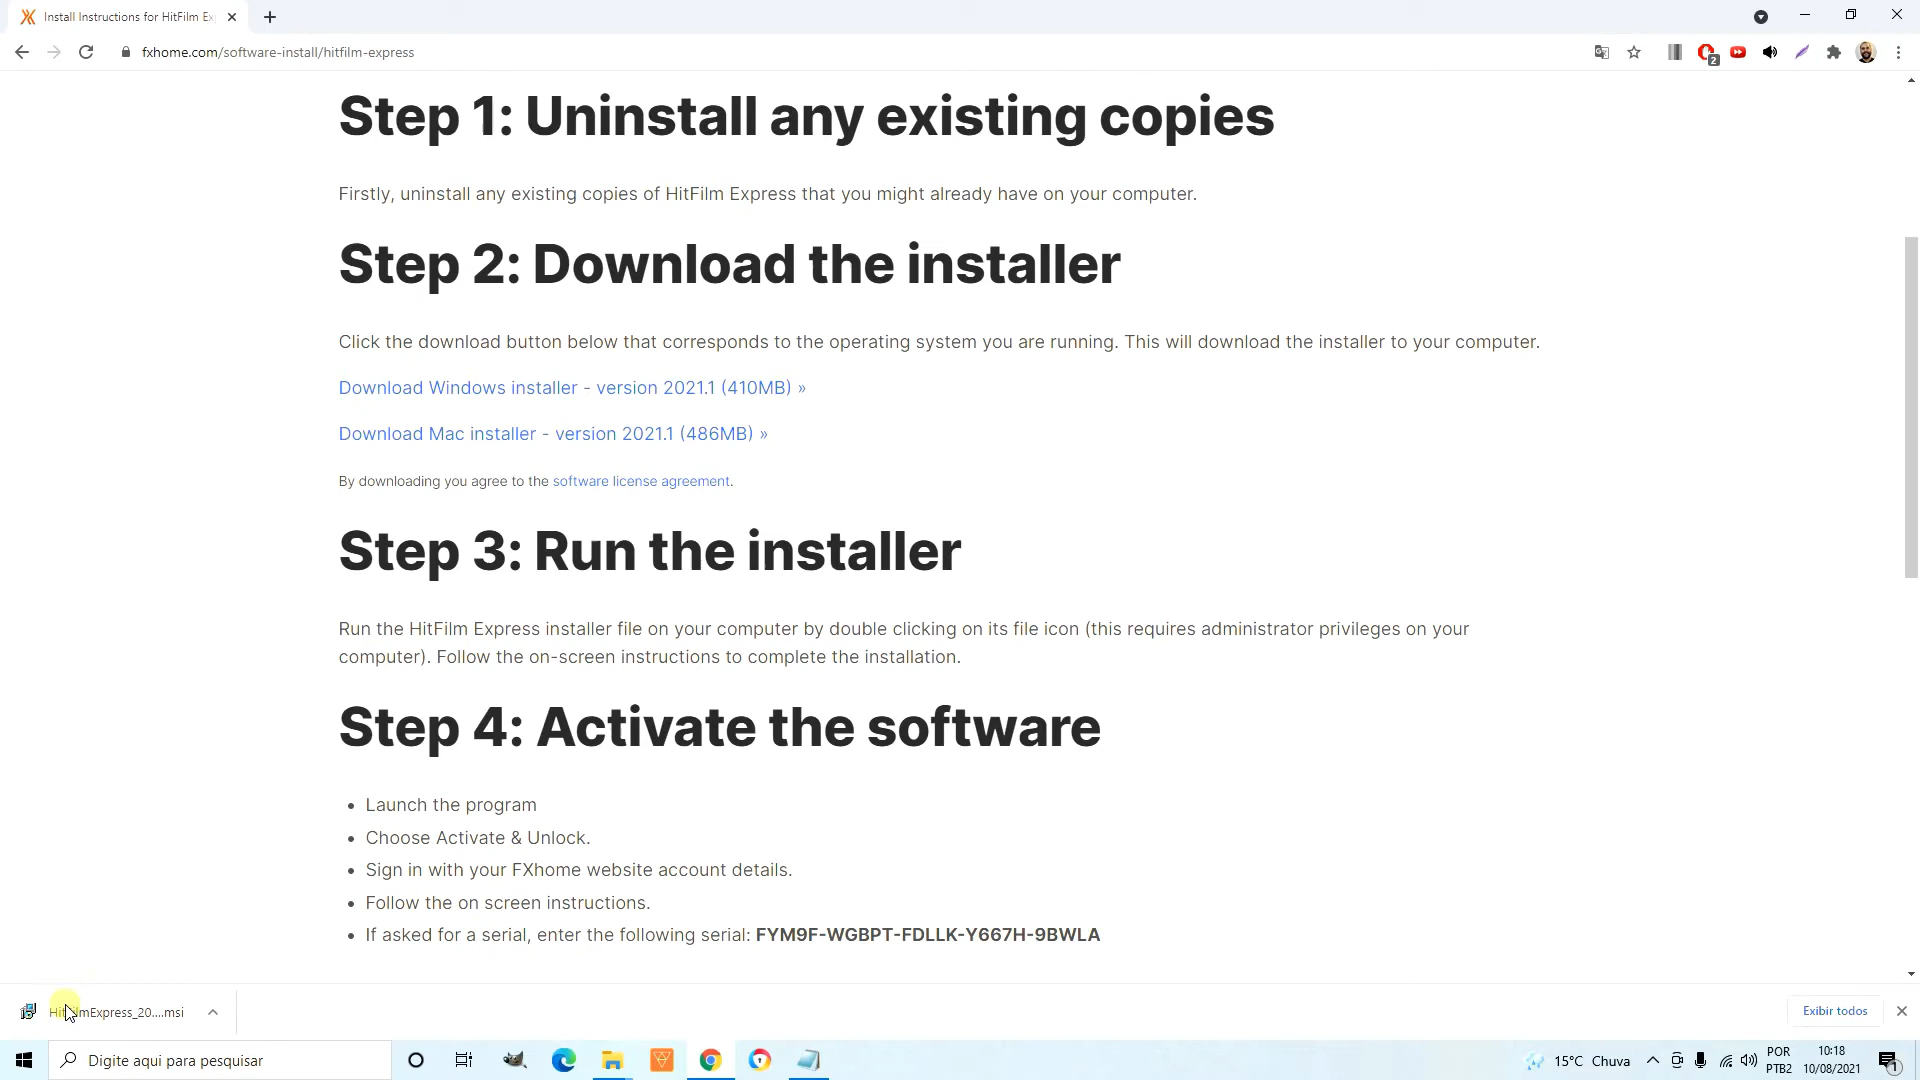 Install Instructions for HitFilm Ex
fxhome.com/software-install/hitfilm-express
2
Step 1: Uninstall any existing copies
Firstly, uninstall any existing copies of HitFilm Express that you might already have on your computer.
Step 2: Download the installer
Click the download button below that corresponds to the operating system you are running. This will download the installer to your computer.
Download Windows installer - version 2021.1 (410MB) »
Download Mac installer - version 2021.1 (486MB) »
By downloading you agree to the software license agreement.
Step 3: Run the installer
Run the HitFilm Express installer file on your computer by double clicking on its file icon (this requires administrator privileges on your
computer). Follow the on-screen instructions to complete the installation.
Step 4: Activate the software
• Launch the program
• Choose Activate & Unlock.
• Sign in with your FXhome website account details.
• Follow the on screen instructions.
• If asked for a serial, enter the following serial: FYM9F-WGBPT-FDLLK-Y667H-9BWLA
HitFilmExpress_20....msi
Exibir todos
Digite aqui para pesquisar
15°C Chuva
POR
PTB2
10:18
10/08/2021
1